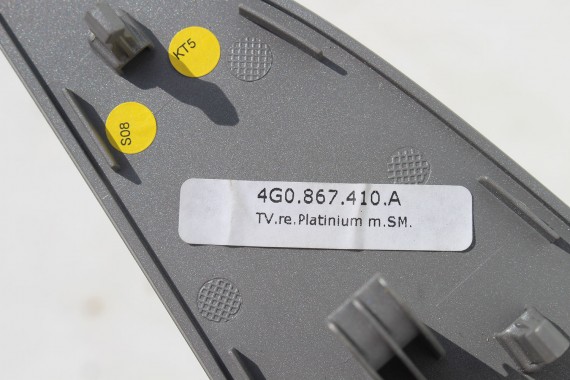 KT5
S08
4G0.867.410.A
TV.re.Platinium m.SM.